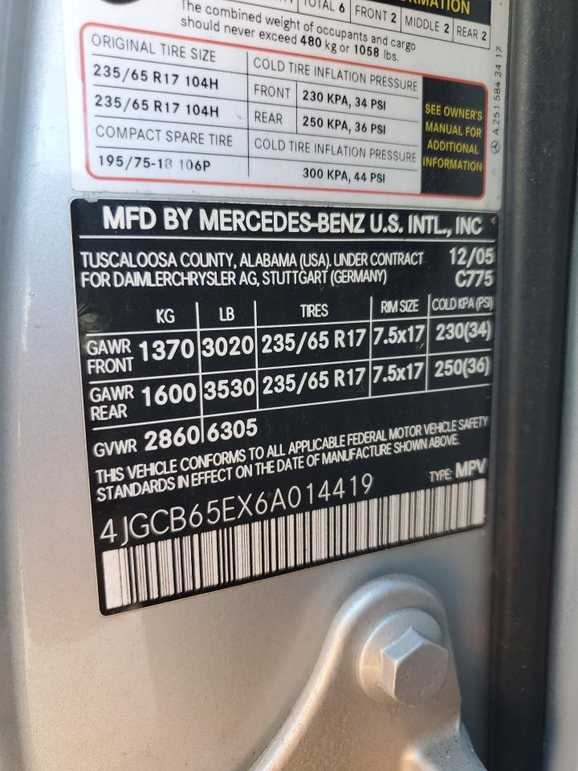 FORMATION
TOTAL 6 FRONT 2 MIDDLE 2 REAR 2
The combined weight of occupants and cargo
should never exceed 480 kg or 1058 lbs.
ORIGINAL TIRE SIZE COLD TIRE INFLATION PRESSURE
235/65 R17 104H FRONT 230 KPA, 34 PSI
235/65 R17 104H REAR 250 KPA, 36 PSI
COMPACT SPARE TIRE COLD TIRE INFLATION PRESSURE
195/75-18 106P 300 KPA, 44 PSI
SEE OWNER'S
MANUAL FOR
ADDITIONAL
INFORMATION
A 251 584 34 17
MFD BY MERCEDES-BENZ U.S. INTL., INC
TUSCALOOSA COUNTY, ALABAMA (USA). UNDER CONTRACT 12/05
FOR DAIMLERCHRYSLER AG, STUTTGART (GERMANY) C775
KG LB TIRES RIM SIZE COLD KPA (PSI)
GAWR FRONT 1370 3020 235/65 R17 7.5x17 230(34)
GAWR REAR 1600 3530 235/65 R17 7.5x17 250(36)
GVWR 2860 6305
THIS VEHICLE CONFORMS TO ALL APPLICABLE FEDERAL MOTOR VEHICLE SAFETY
STANDARDS IN EFFECT ON THE DATE OF MANUFACTURE SHOWN ABOVE.
TYPE: MPV
4JGCB65EX6A014419